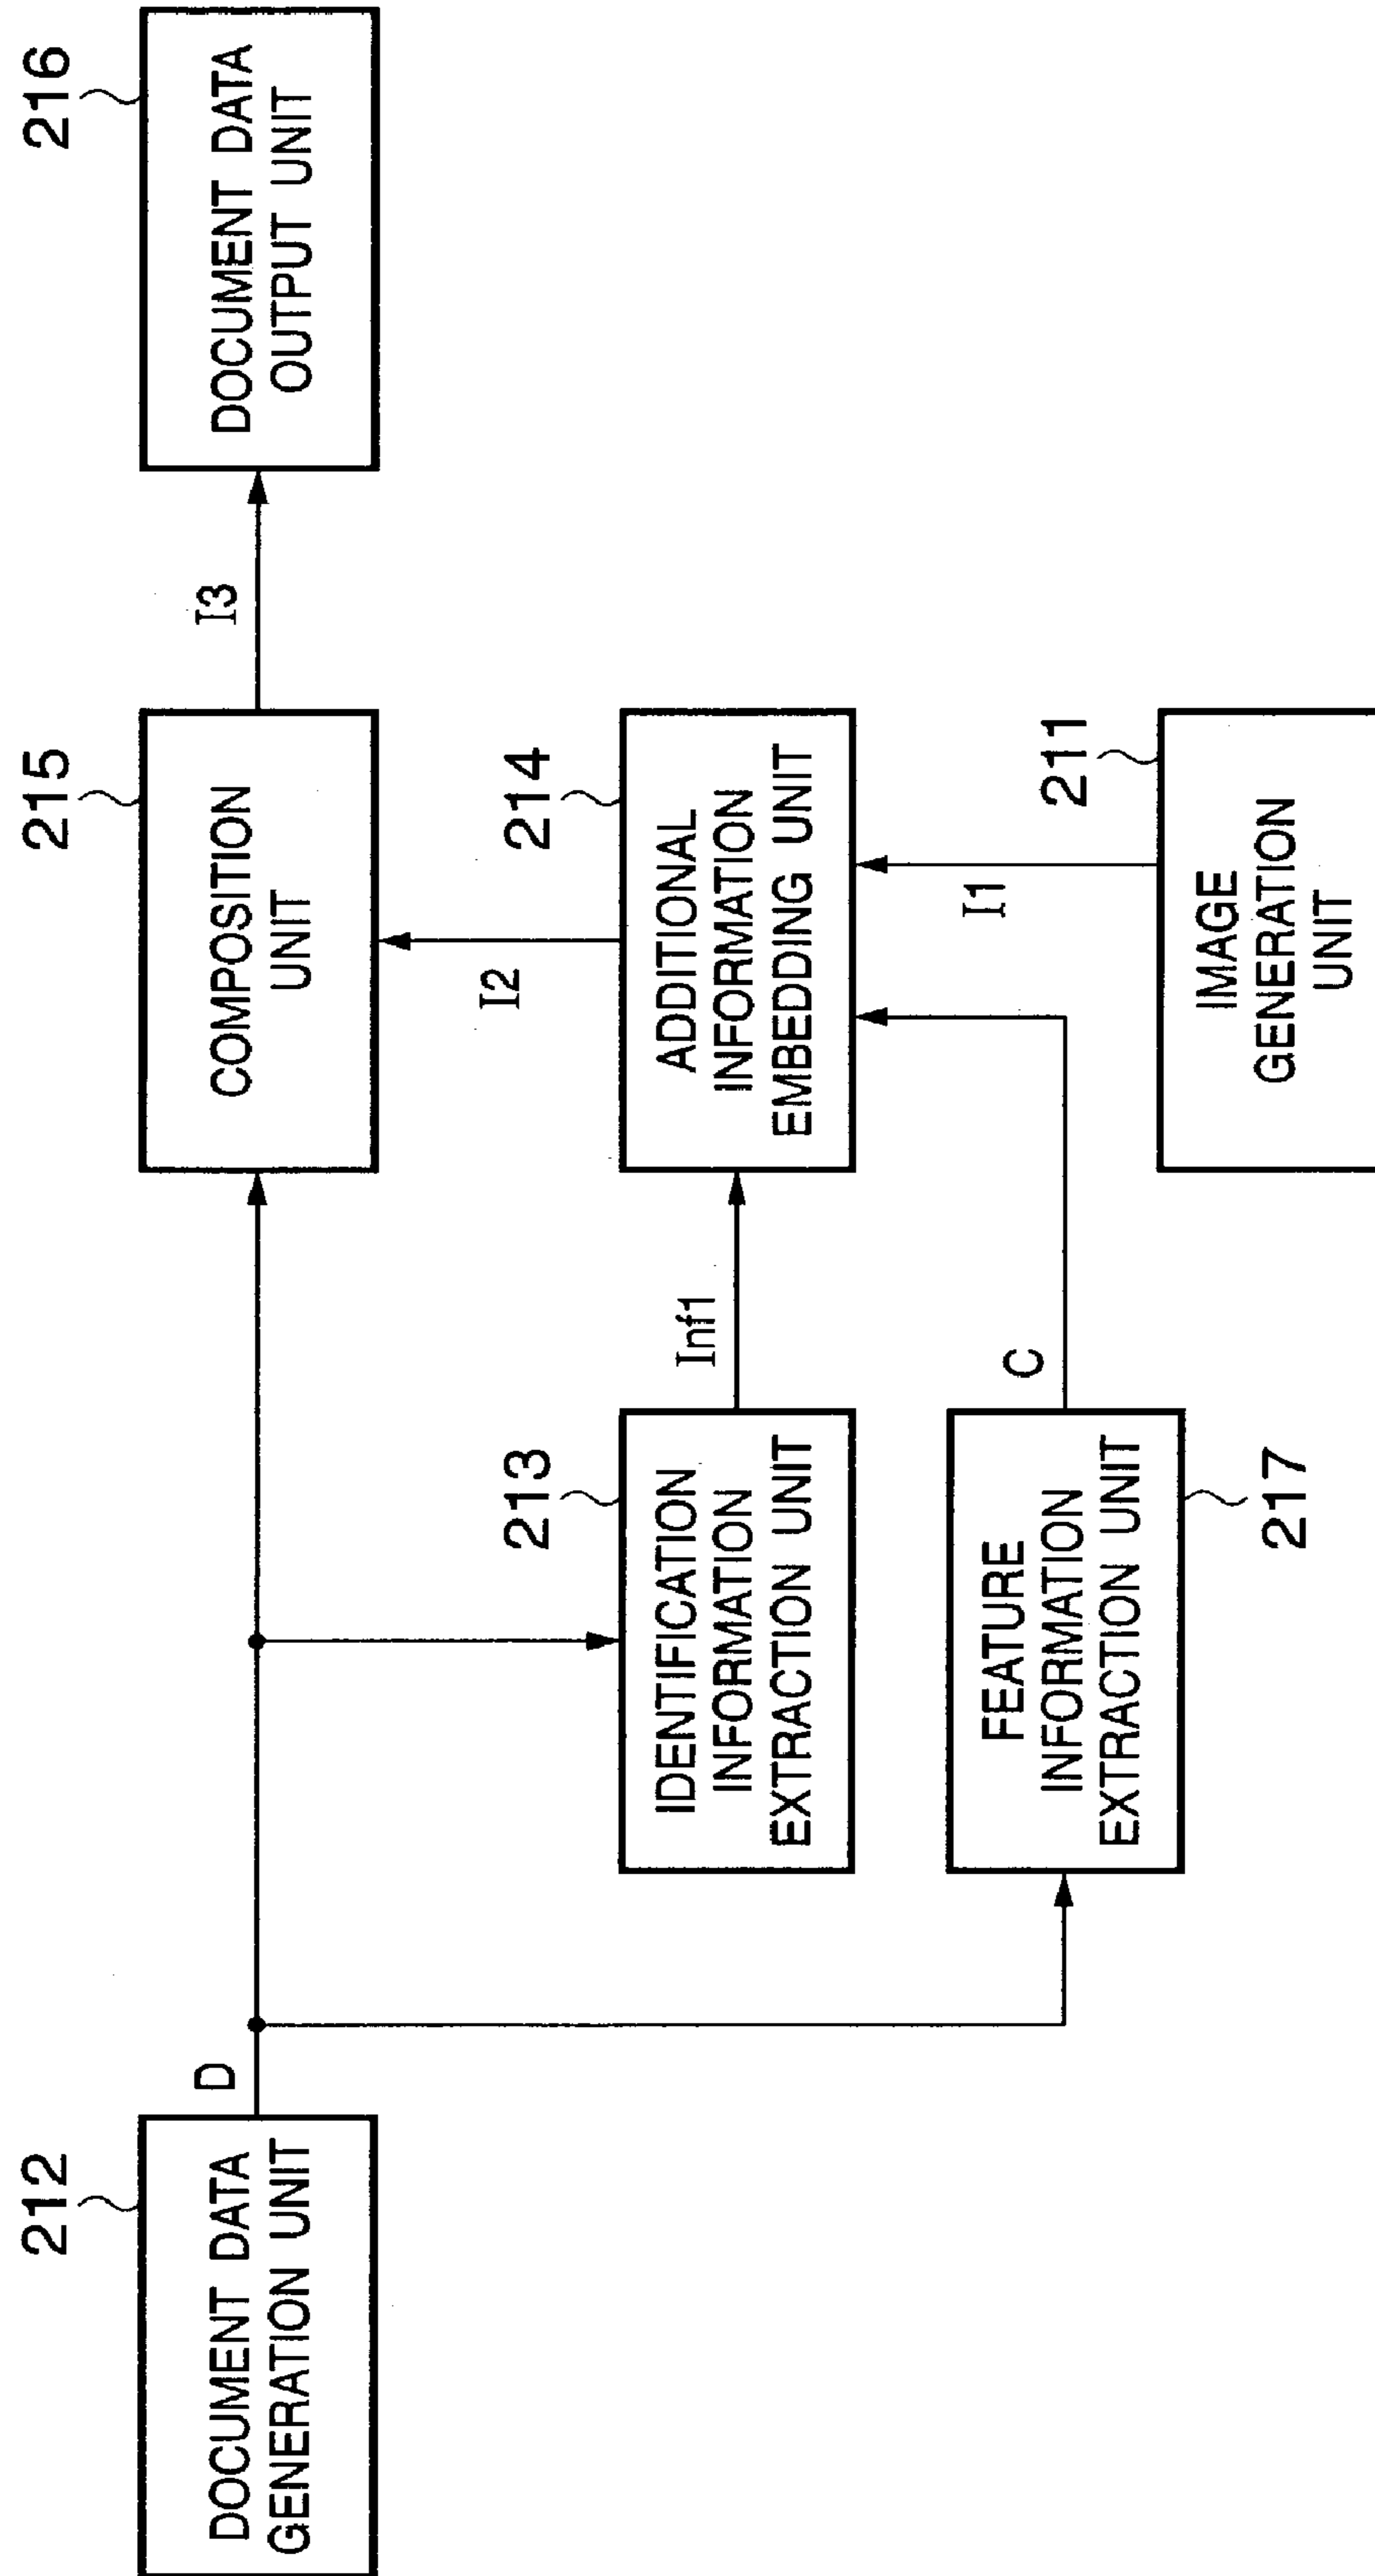 212
DOCUMENT DATA
GENERATION UNIT
D
215
COMPOSITION
UNIT
I3
216
DOCUMENT DATA
OUTPUT UNIT
I2
213
IDENTIFICATION
INFORMATION
EXTRACTION UNIT
Inf1
214
ADDITIONAL
INFORMATION
EMBEDDING UNIT
FEATURE
INFORMATION
EXTRACTION UNIT
217
C
I1
211
IMAGE
GENERATION
UNIT